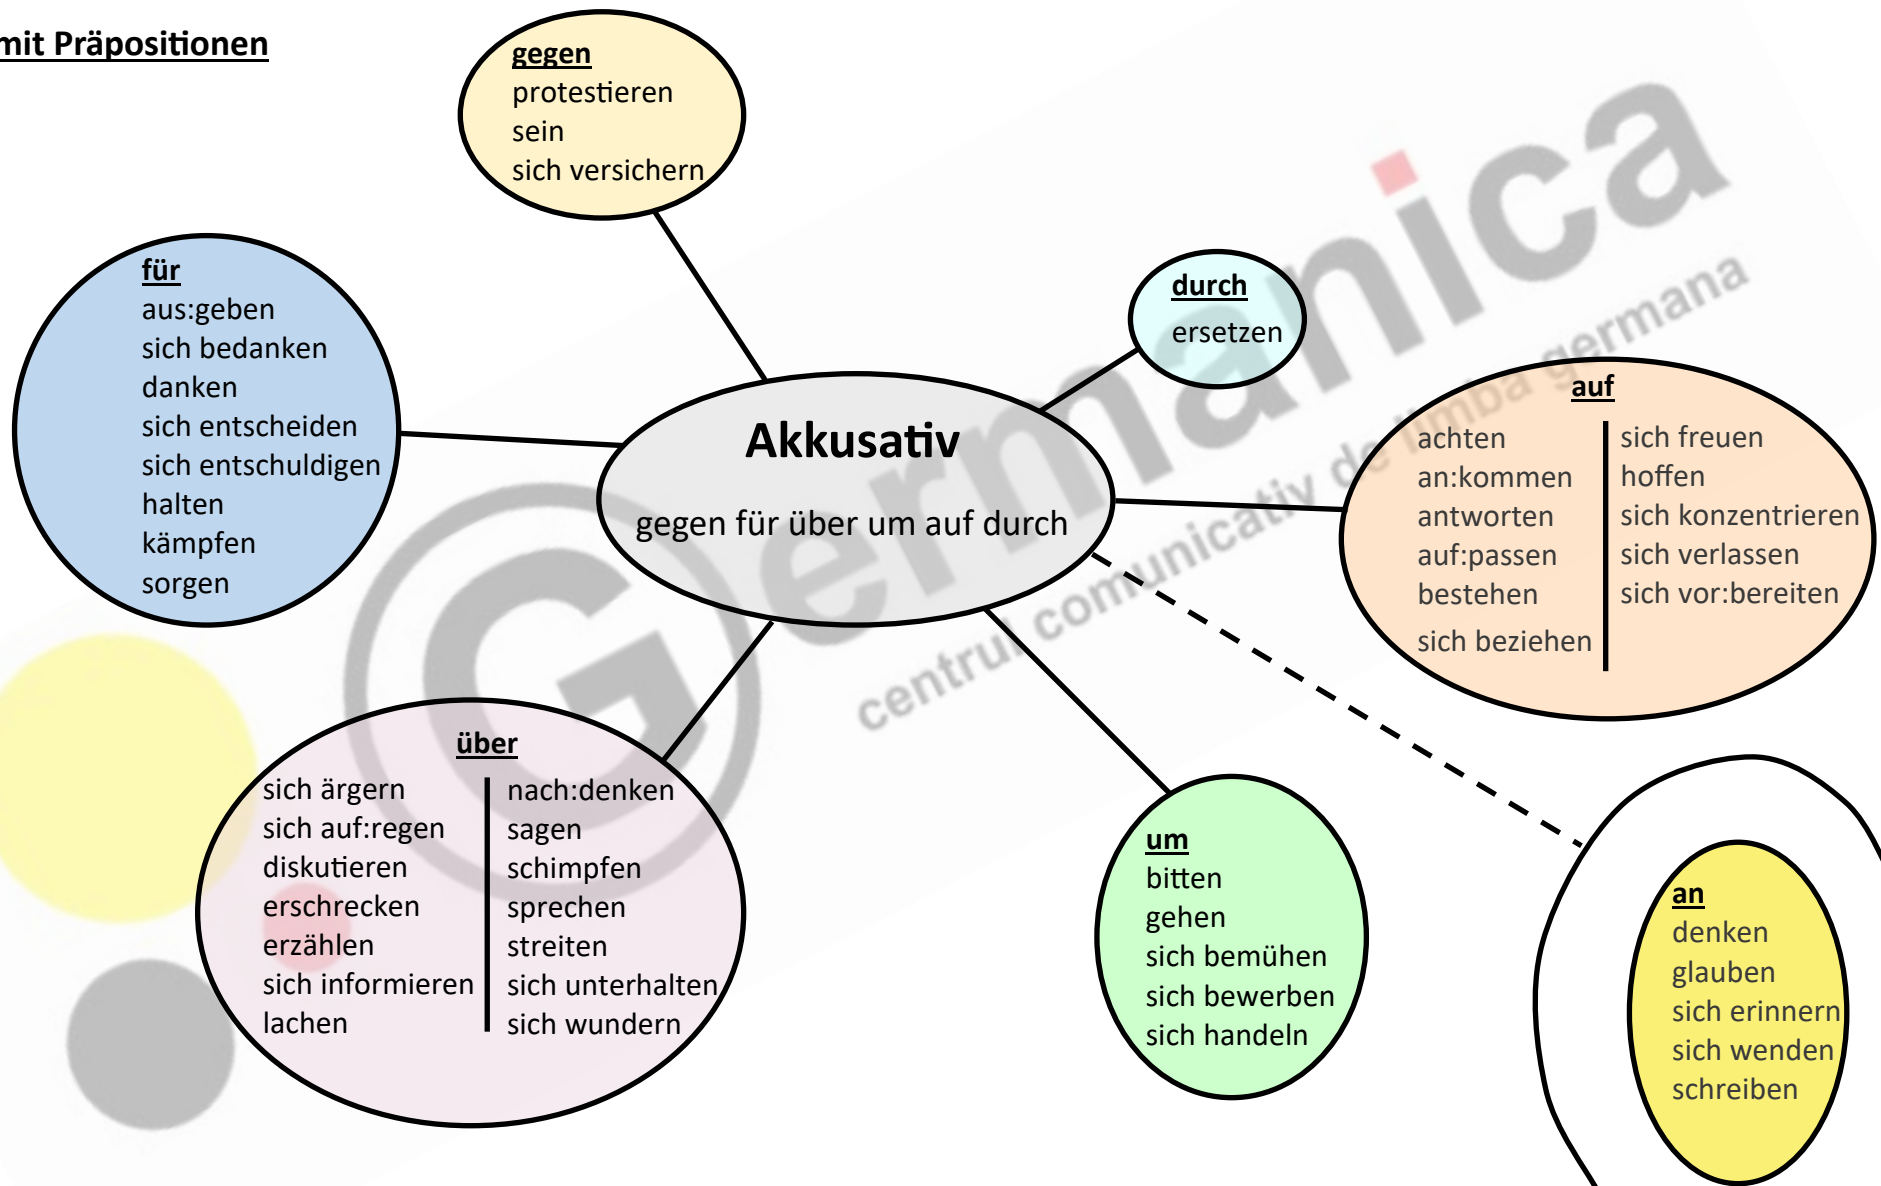 mit Präpositionen
gegen
protestieren
sein
sich versichern
für
aus:geben
sich bedanken
danken
sich entscheiden
sich entschuldigen
halten
kämpfen
sorgen
durch
ersetzen
Akkusativ
gegen für über um auf durch
auf
achten
an:kommen
antworten
auf:passen
bestehen
sich beziehen
sich freuen
hoffen
sich konzentrieren
sich verlassen
sich vor:bereiten
über
sich ärgern
sich auf:regen
diskutieren
erschrecken
erzählen
sich informieren
lachen
nach:denken
sagen
schimpfen
sprechen
streiten
sich unterhalten
sich wundern
um
bitten
gehen
sich bemühen
sich bewerben
sich handeln
an
denken
glauben
sich erinnern
sich wenden
schreiben
Germanica
centrul comunicativ de limba germana